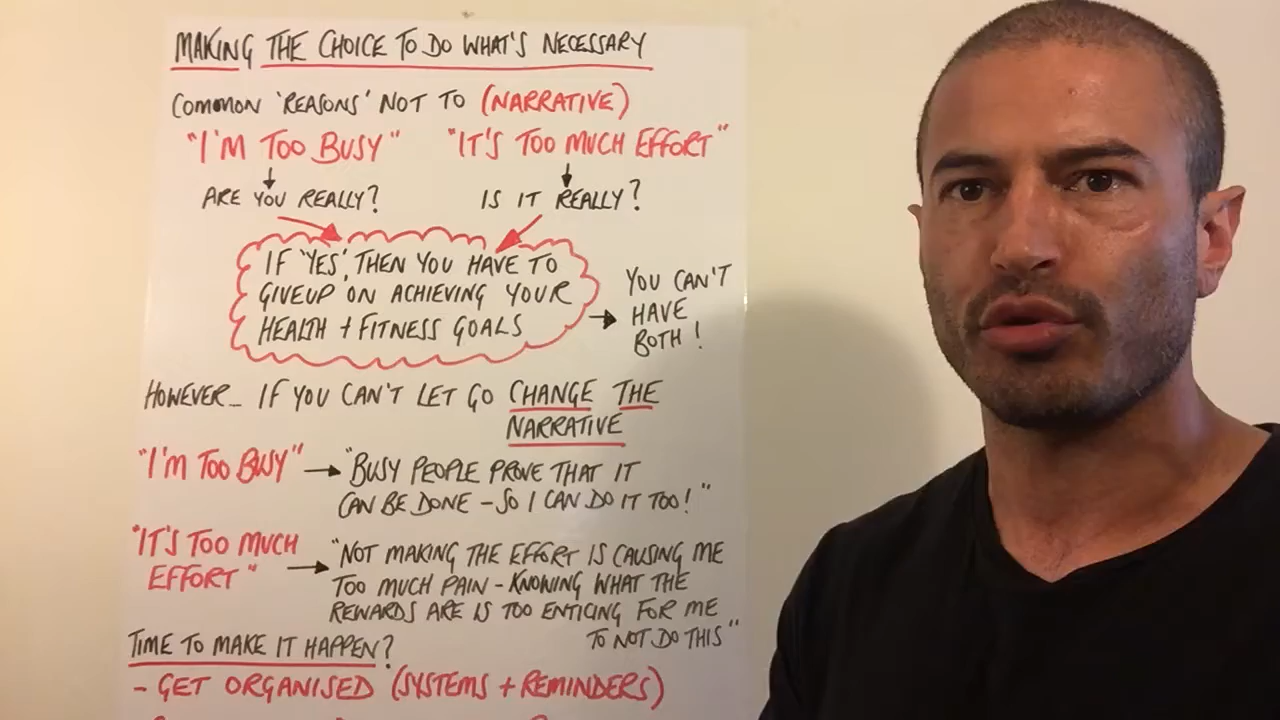 MAKING THE CHOICE TO DO WHAT'S NECESSARY
COMMON 'REASONS' NOT TO (NARRATIVE)
"I'M TOO BUSY" "IT'S TOO MUCH EFFORT"
ARE YOU REALLY? IS IT REALLY?
IF 'YES', THEN YOU HAVE TO
GIVEUP ON ACHIEVING YOUR
HEALTH + FITNESS GOALS
YOU CAN'T
HAVE
BOTH!
HOWEVER... IF YOU CAN'T LET GO CHANGE THE
NARRATIVE
"I'M TOO BUSY"
"BUSY PEOPLE PROVE THAT IT
CAN BE DONE - SO I CAN DO IT TOO!"
"IT'S TOO MUCH
EFFORT"
"NOT MAKING THE EFFORT IS CAUSING ME
TOO MUCH PAIN - KNOWING WHAT THE
REWARDS ARE IS TOO ENTICING FOR ME
TO NOT DO THIS"
TIME TO MAKE IT HAPPEN?
- GET ORGANISED (SYSTEMS + REMINDERS)